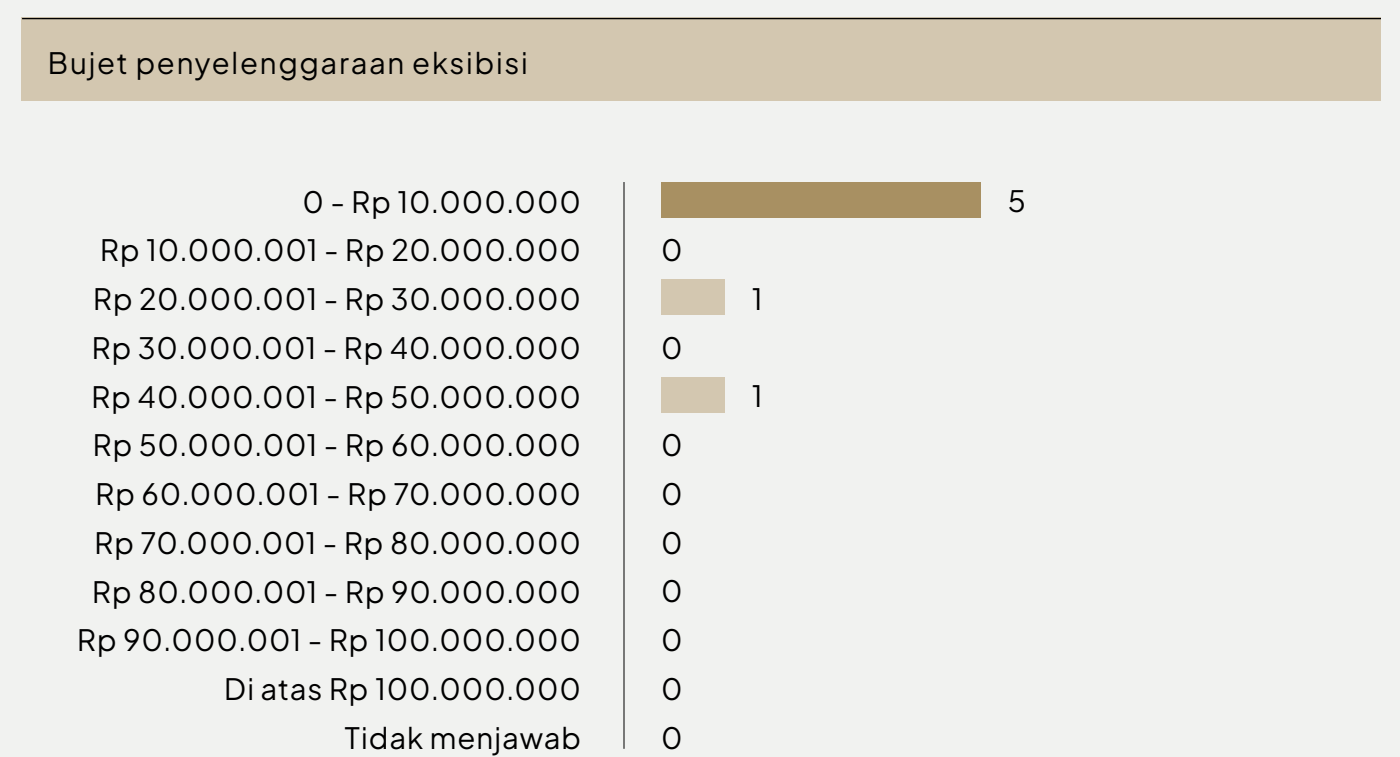 Bujet penyelenggaraan eksibisi
0 - Rp 10.000.000 5
Rp 10.000.001 - Rp 20.000.000 0
Rp 20.000.001 - Rp 30.000.000 1
Rp 30.000.001 - Rp 40.000.000 0
Rp 40.000.001 - Rp 50.000.000 1
Rp 50.000.001 - Rp 60.000.000 0
Rp 60.000.001 - Rp 70.000.000 0
Rp 70.000.001 - Rp 80.000.000 0
Rp 80.000.001 - Rp 90.000.000 0
Rp 90.000.001 - Rp 100.000.000 0
Di atas Rp 100.000.000 0
Tidak menjawab 0